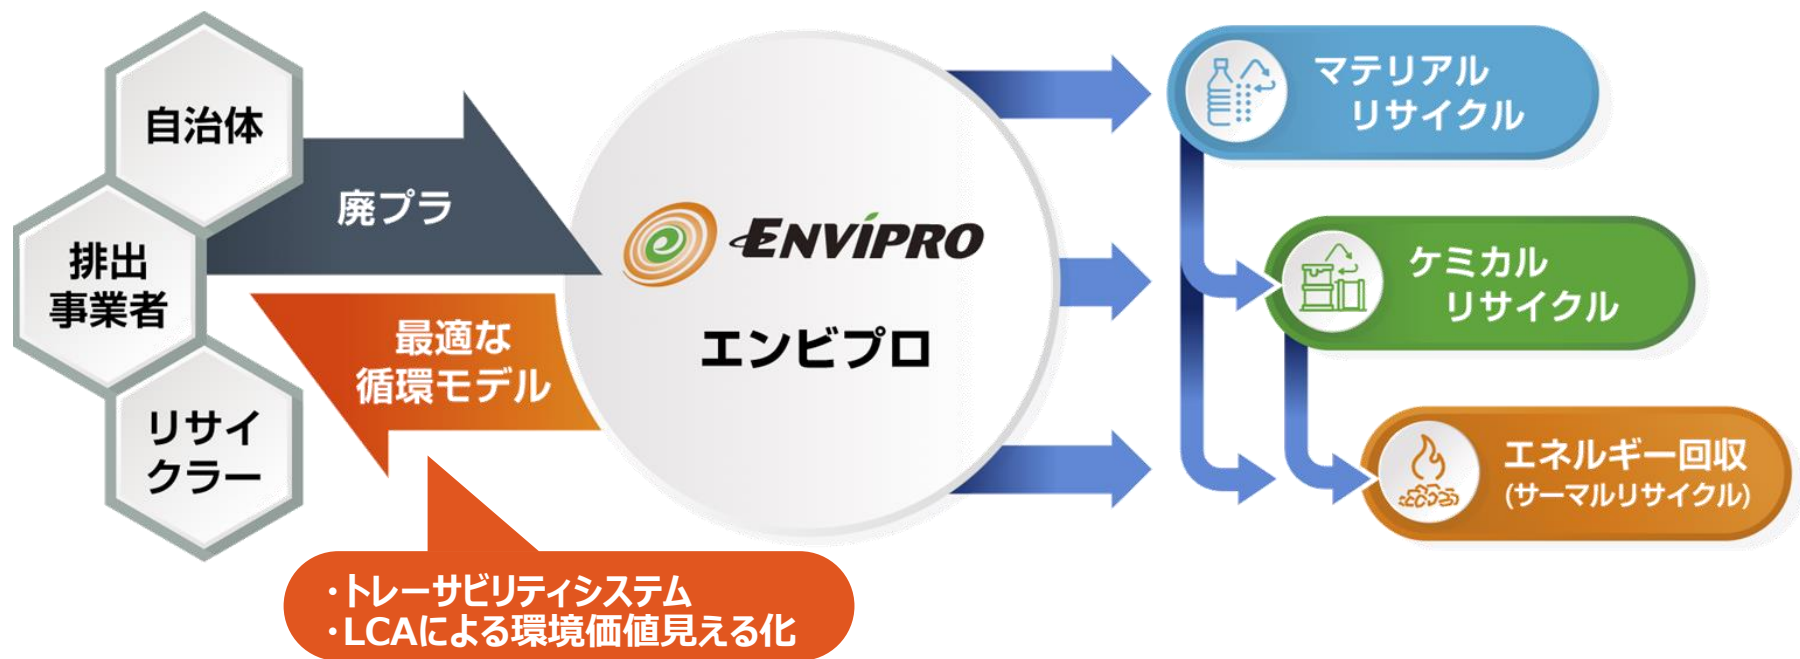 自治体
排出
事業者
リサイ
クラー
廃プラ
最適な
循環モデル
・トレーサビリティシステム
・LCAによる環境価値見える化
ENVIPRO
エンビプロ
マテリアル
リサイクル
ケミカル
リサイクル
エネルギー回収
(サーマルリサイクル)